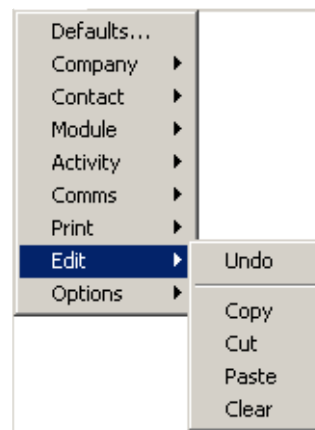 Defaults...
Company
Contact
Module
Activity
Comms
Print
Edit
Options
Undo
Copy
Cut
Paste
Clear